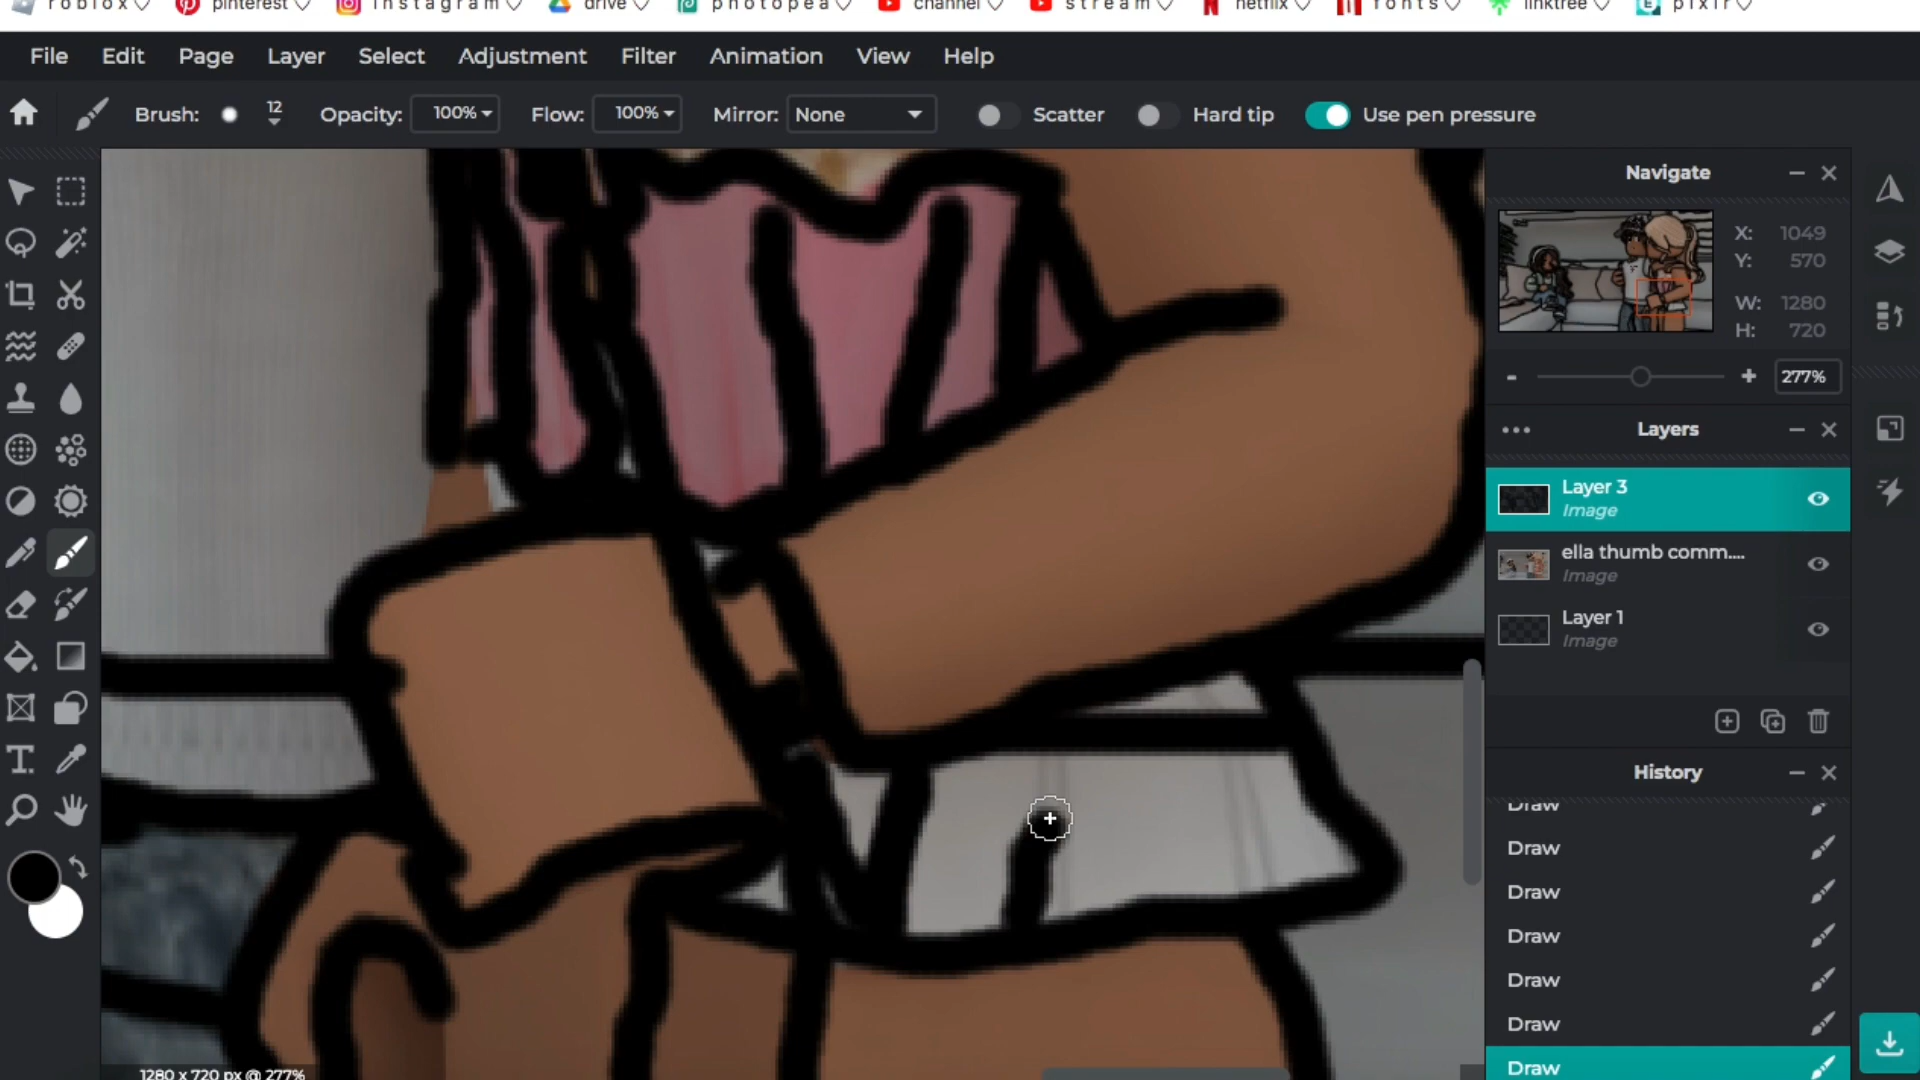 roblox♡ pinterest♡ instagram♡ drive♡ photopea♡ channel♡ stream♡ netflix♡ fonts♡ linktree♡ pixlr♡
File Edit Page Layer Select Adjustment Filter Animation View Help
Brush: 12 Opacity: 100% Flow: 100% Mirror: None Scatter Hard tip Use pen pressure
Navigate
X: 1049
Y: 570
W: 1280
H: 720
- + 277%
Layers
Layer 3
Image
ella thumb comm....
Image
Layer 1
Image
History
Draw
Draw
Draw
Draw
Draw
Draw
Draw
1280 x 720 px @ 277%